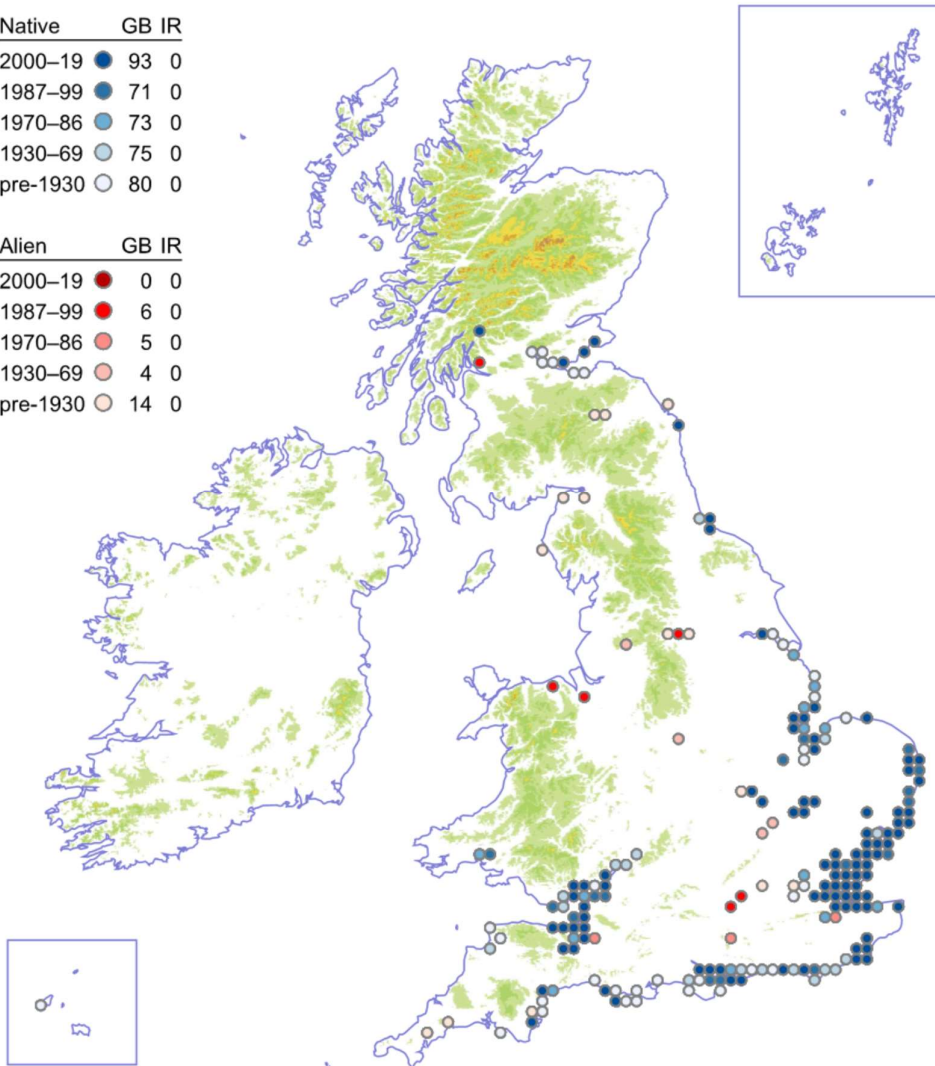 Native GB IR
2000–19 93 0
1987–99 71 0
1970–86 73 0
1930–69 75 0
pre-1930 80 0
Alien GB IR
2000–19 0 0
1987–99 6 0
1970–86 5 0
1930–69 4 0
pre-1930 14 0